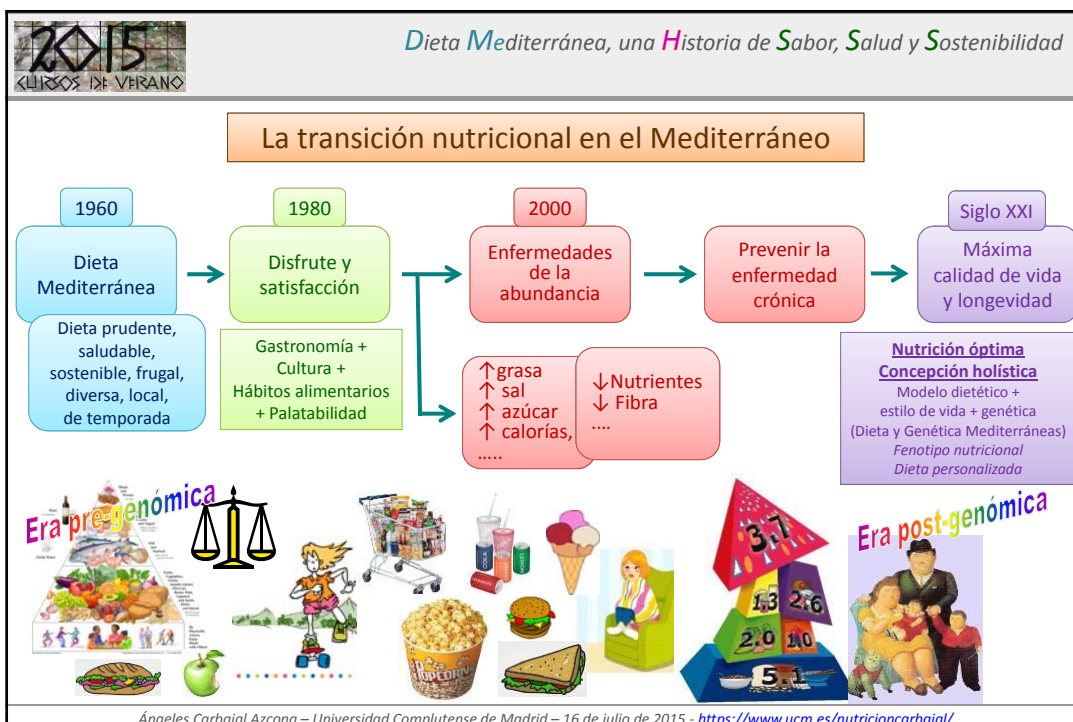 2015
CURSOS DE VERANO
Dieta Mediterránea, una Historia de Sabor, Salud y Sostenibilidad
La transición nutricional en el Mediterráneo
1960
Dieta
Mediterránea
Dieta prudente,
saludable,
sostenible, frugal,
diversa, local,
de temporada
1980
Disfrute y
satisfacción
Gastronomía +
Cultura +
Hábitos alimentarios
+ Palatabilidad
2000
Enfermedades
de la
abundancia
↑grasa
↑ sal
↑ azúcar
↑ calorías,
.....
↓Nutrientes
↓ Fibra
....
Prevenir la
enfermedad
crónica
Siglo XXI
Máxima
calidad de vida
y longevidad
Nutrición óptima
Concepción holística
Modelo dietético +
estilo de vida + genética
(Dieta y Genética Mediterráneas)
Fenotipo nutricional
Dieta personalizada
Era pre-genómica
POPCORN
3.7
1.3 2.6
2.0 1.0
5.1
Era post-genómica
Ángeles Carbajal Azcona – Universidad Complutense de Madrid – 16 de julio de 2015 - https://www.ucm.es/nutricioncarbajal/